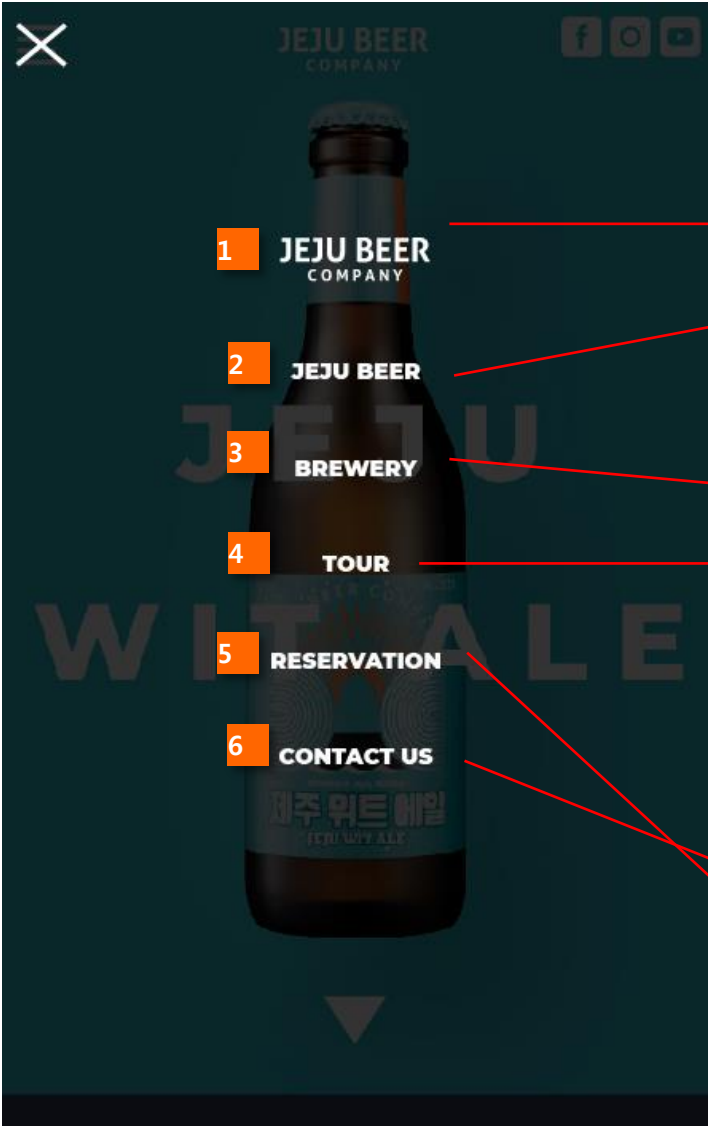 JEJU BEER
COMPANY
1
JEJU BEER
COMPANY
2
JEJU BEER
JEJU
3
BREWERY
4
TOUR
WIT ALE
5
RESERVATION
6
CONTACT US
제주 위트 에일
JEJU WIT ALE